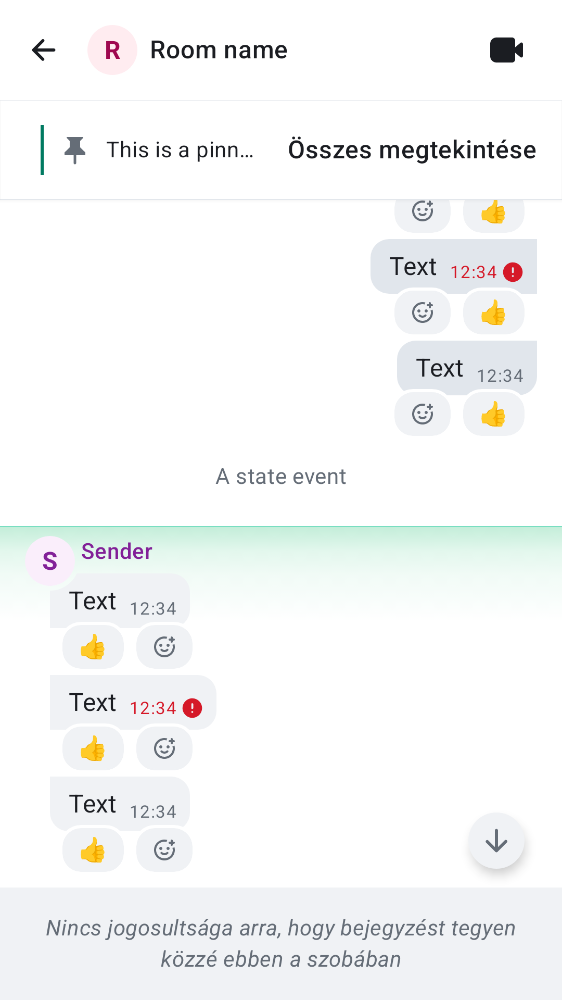 R Room name
This is a pinn... Összes megtekintése
👍
Text 12:34
👍
Text 12:34
👍
A state event
S Sender
Text 12:34
👍
Text 12:34
👍
Text 12:34
👍
Nincs jogosultsága arra, hogy bejegyzést tegyen
közzé ebben a szobában